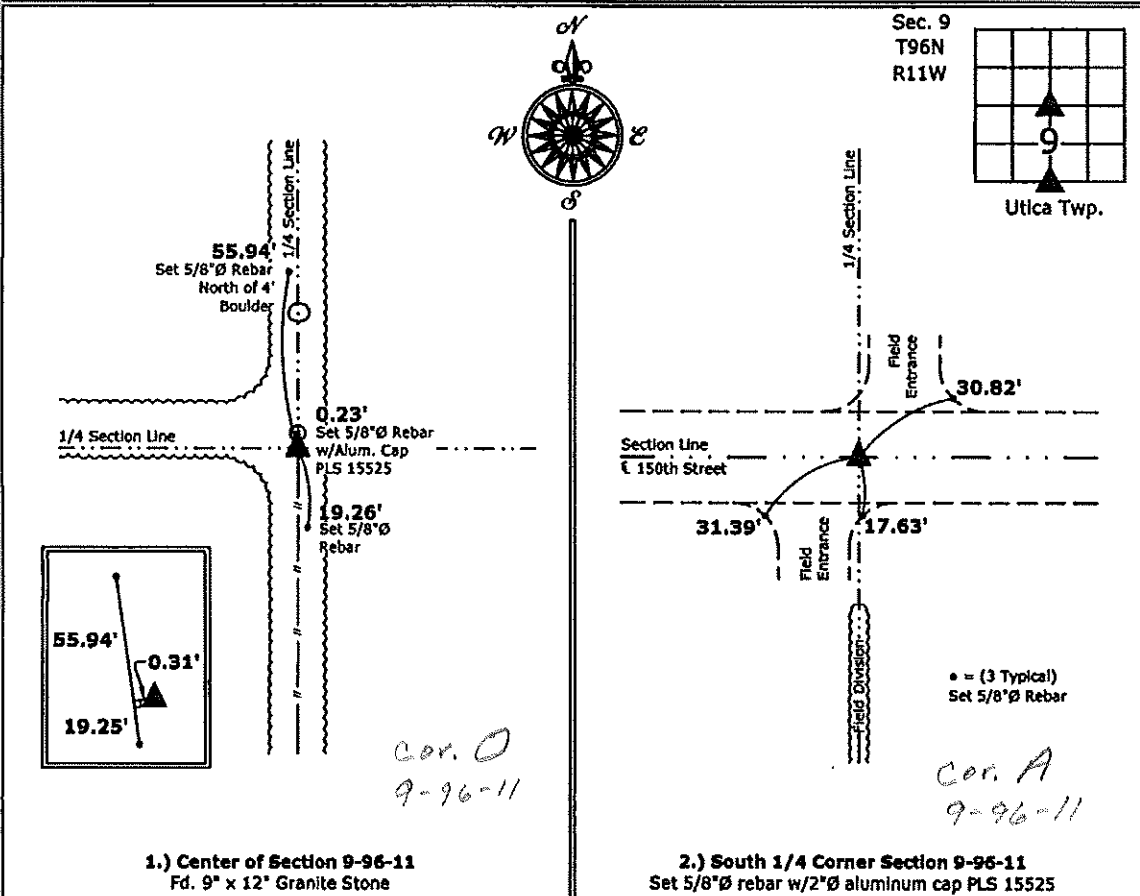 N
W
E
S
Sec. 9
T96N
R11W
9
Utica Twp.
1/4 Section Line
55.94'
Set 5/8"Ø Rebar
North of 4'
Boulder
1/4 Section Line
0.23'
Set 5/8"Ø Rebar
w/Alum. Cap
PLS 15525
19.26'
Set 5/8"Ø
Rebar
55.94'
0.31'
19.25'
Cor. O
9-96-11
1.) Center of Section 9-96-11
Fd. 9" x 12" Granite Stone
1/4 Section Line
Field
Entrance
30.82'
Section Line
℄ 150th Street
31.39'
17.63'
Field
Entrance
Field Division
● = (3 Typical)
Set 5/8"Ø Rebar
Cor. A
9-96-11
2.) South 1/4 Corner Section 9-96-11
Set 5/8"Ø rebar w/2"Ø aluminum cap PLS 15525